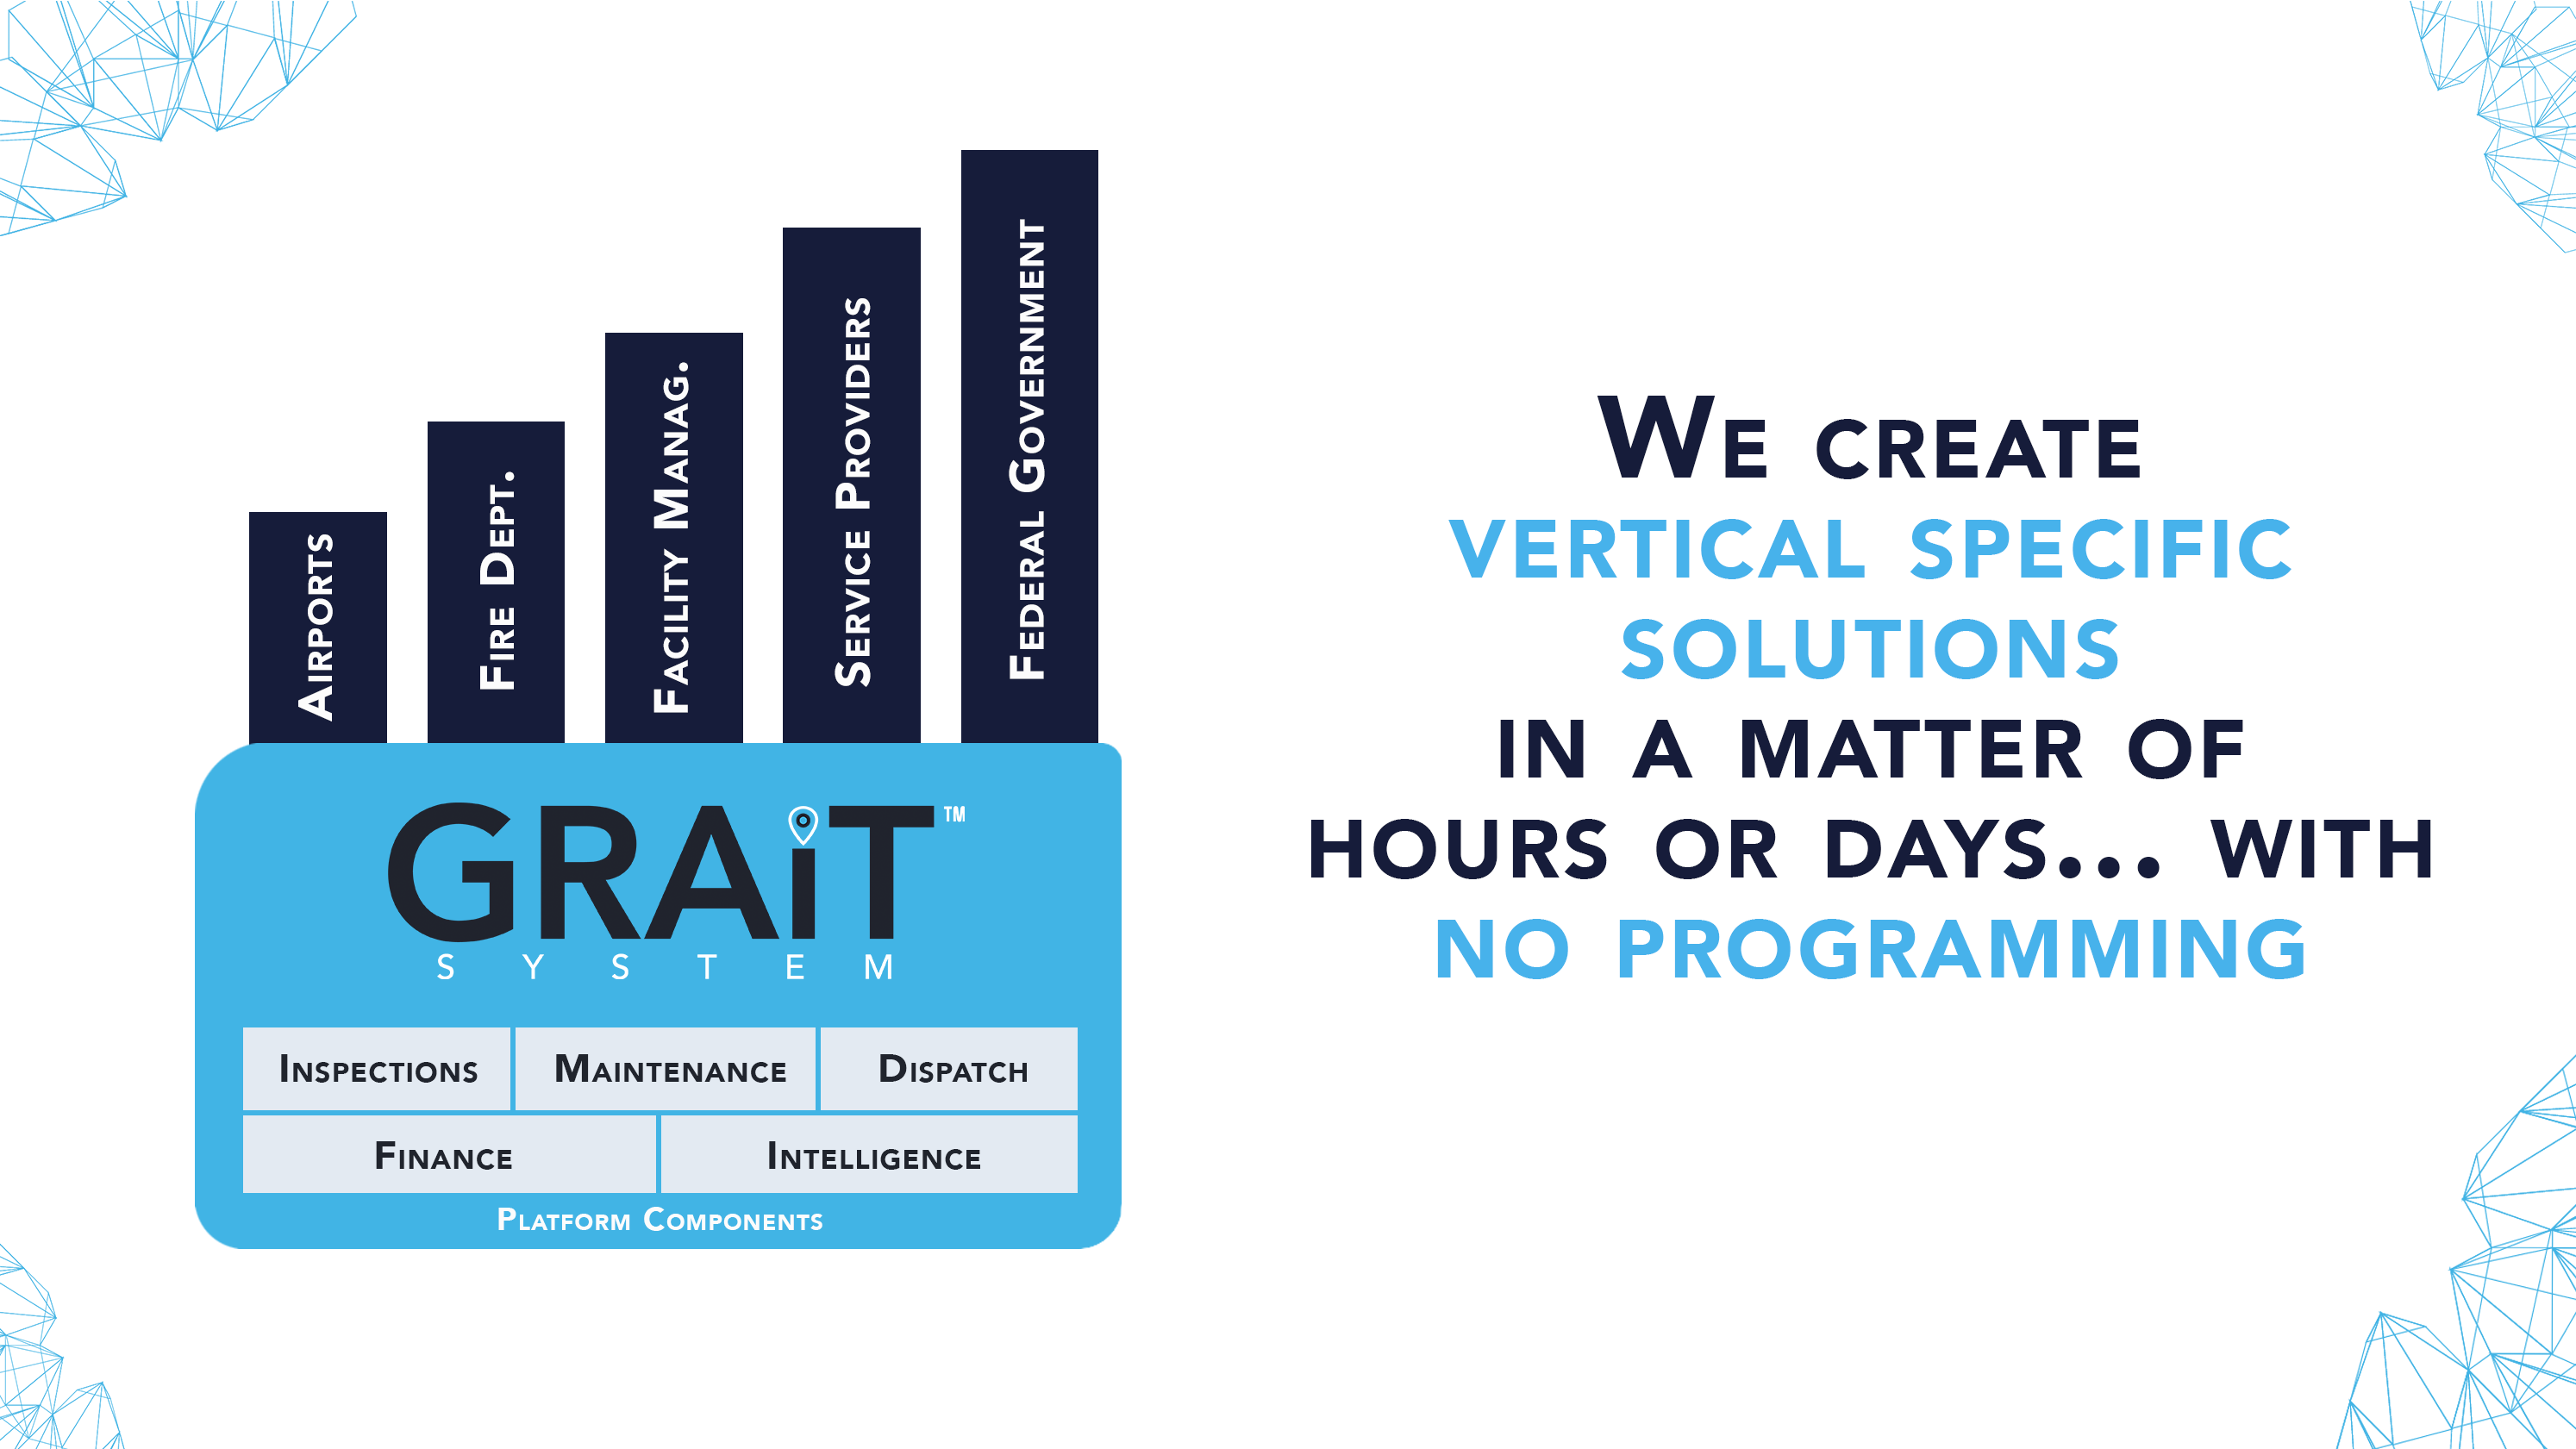 Airports
Fire Dept.
Facility Manag.
Service Providers
Federal Government
GRAiT™
SYSTEM
Inspections
Maintenance
Dispatch
Finance
Intelligence
Platform Components
We create
vertical specific
solutions
in a matter of
hours or days... with
no programming